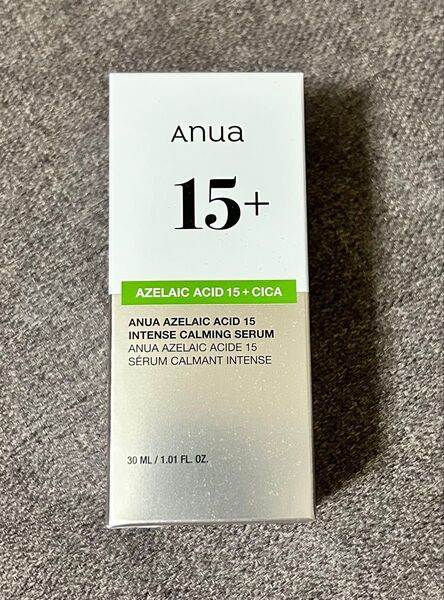 Anua
15+
AZELAIC ACID 15 + CICA
ANUA AZELAIC ACID 15
INTENSE CALMING SERUM
ANUA AZELAIC ACIDE 15
SÉRUM CALMANT INTENSE
30 ML / 1.01 FL. OZ.